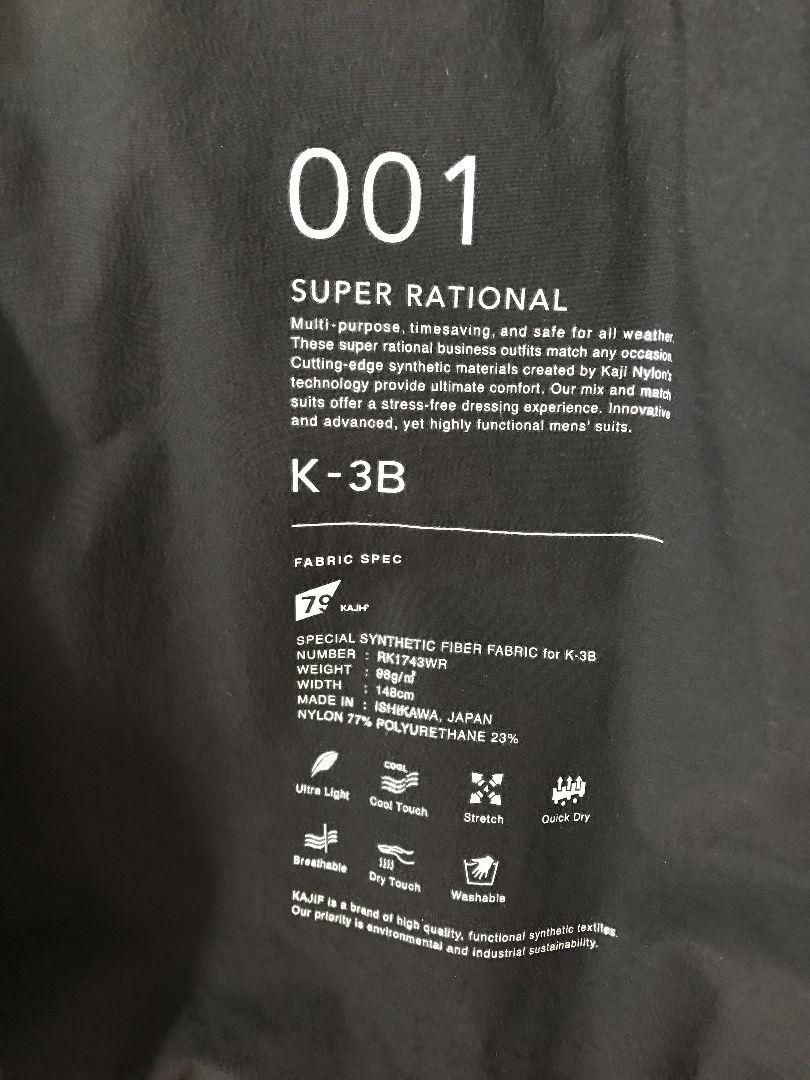 001
SUPER RATIONAL
Multi-purpose, timesaving, and safe for all weather.
These super rational business outfits match any occasion.
Cutting-edge synthetic materials created by Kaji Nylon's
technology provide ultimate comfort. Our mix and match
suits offer a stress-free dressing experience. Innovative
and advanced, yet highly functional mens' suits.
K-3B
FABRIC SPEC
79 KAJIF
SPECIAL SYNTHETIC FIBER FABRIC for K-3B
NUMBER : RK1743WR
WEIGHT : 98g/㎡
WIDTH : 148cm
MADE IN : ISHIKAWA, JAPAN
NYLON 77% POLYURETHANE 23%
COOL
Ultra Light Cool Touch Stretch Quick Dry
Breathable Dry Touch Washable
KAJIF is a brand of high quality, functional synthetic textiles.
Our priority is environmental and industrial sustainability.